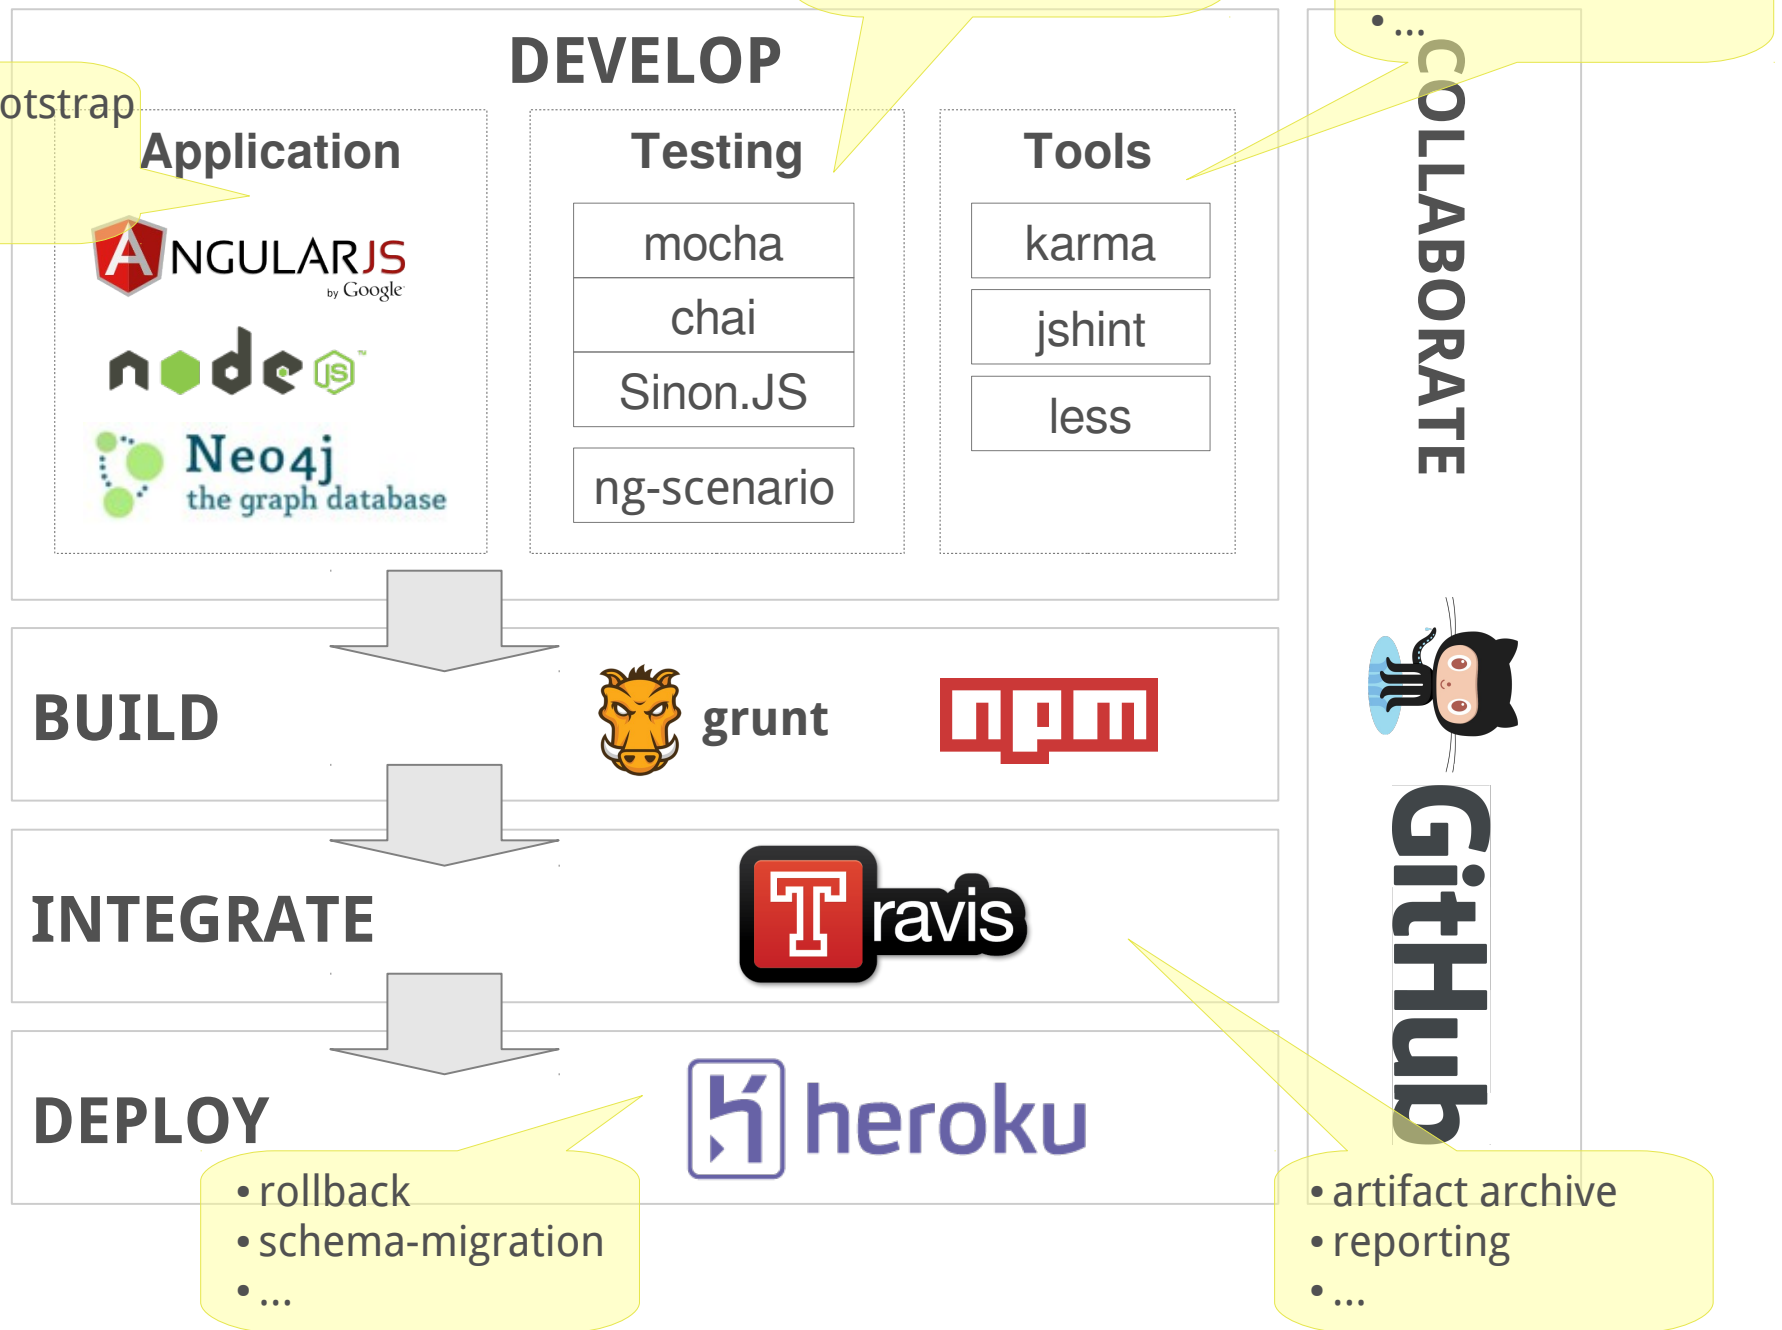 DEVELOP
...
otstrap
Application
Testing
Tools
ANGULARJS
by Google
node JS™
Neo4j
the graph database
mocha
chai
Sinon.JS
ng-scenario
karma
jshint
less
COLLABORATE
GitHub
BUILD
grunt
npm
INTEGRATE
Travis
DEPLOY
heroku
• rollback
• schema-migration
• ...
• artifact archive
• reporting
• ...